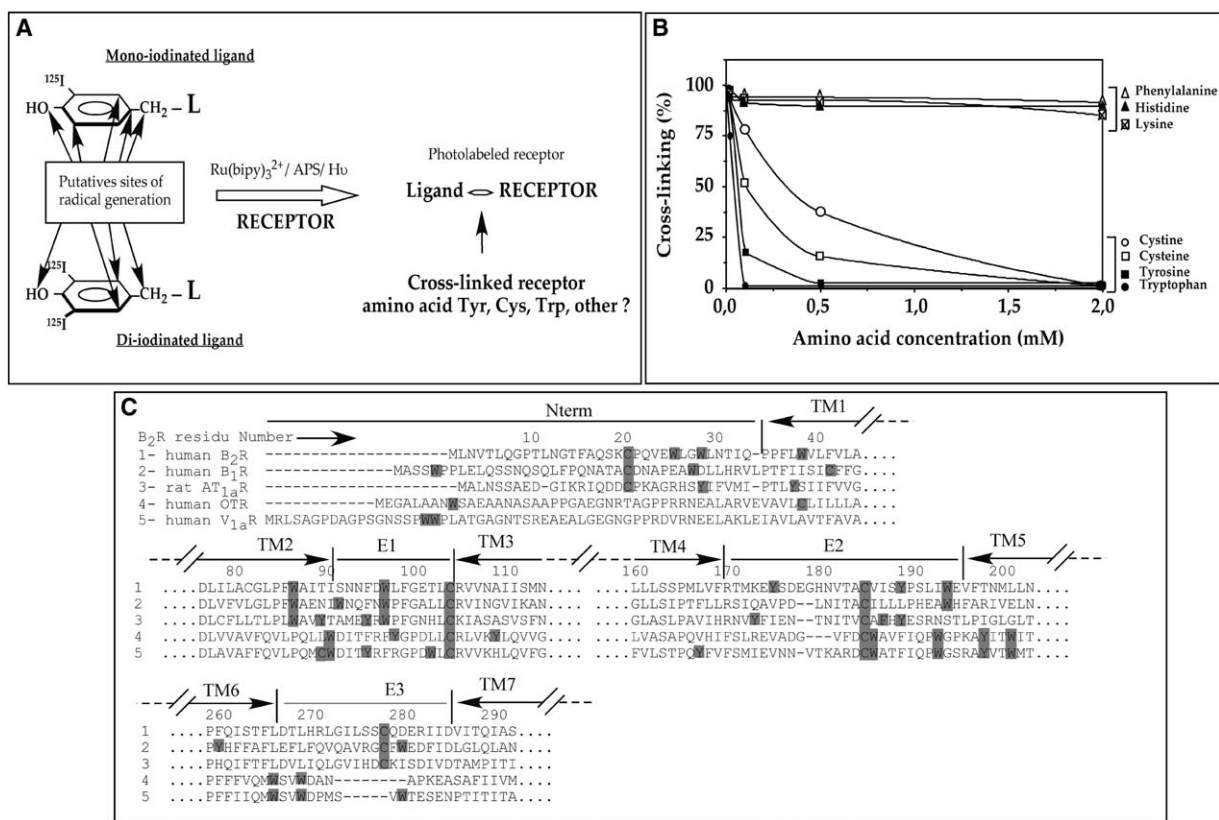 A
Mono-iodinated ligand
125I
HO
CH2 – L
Putatives sites of
radical generation
Ru(bipy)3 2+/ APS/ Hυ
RECEPTOR
Photolabeled receptor
Ligand RECEPTOR
Cross-linked receptor
amino acid Tyr, Cys, Trp, other ?
125I
HO
CH2 – L
125I
Di-iodinated ligand
B
Cross-linking (%)
100
75
50
25
0
0,0 0,5 1,0 1,5 2,0
Amino acid concentration (mM)
Phenylalanine
Histidine
Lysine
Cystine
Cysteine
Tyrosine
Tryptophan
C
Nterm TM1
B2R residu Number 10 20 30 40
1- human B2R ----MLNVTLQGPTLNGTFAQSKCPQVEWLGWLNTIQ-PPFLWVLFVLA....
2- human B1R ----MASSWPPLELQSSNQSQLFPQNATACDNAPEAWDLLHRVLPTFIISICFFG....
3- rat AT1aR ----MALNSSAED-GIKRIQDDCPKAGRHSYIFVMI-PTLYSIIFVVG....
4- human OTR ----MEGALAANWSAEAANASAAPPGAEGNRTAGPPRRNEALARVEVAVLCLILLLA....
5- human V1aR MRLSAGPDAGPSGNSSPWWPLATGAGNTSREAEALGEGNGPPRDVRNEELAKLEIAVLAVTFAVA....
TM2 E1 TM3 TM4 E2 TM5
80 90 100 110 160 170 180 190 200
1 ....DLILACGLPFWAITISNNFDWLFGETLCRVVNAIISMN.... ....LLLSSPMLVFRTMKEYSDEGHNVTACVISYPSLIWEVFTNMLLN....
2 ....DLVFVLGLPFWAENIWNQFNWPFGALLCRVINGVIKAN.... ....GLLSIPTFLLRSIQAVPD--LNITACILLLPHEAWHFARIVELN....
3 ....DLCFLLTLPLWAVYTAMEYRWPFGNHLCKIASASVSFN.... ....GLASLPAVIHRNVYFIEN--TNITVCAFHYESRNSTLPIGLGLT....
4 ....DLVVAVFQVLPQLLWDITFRFYGPDLLCRLVKYLQVVG.... ....LVASAPQVHIFSLREVADG---VFDCWAVFIQPWGPKAYITWIT....
5 ....DLAVAFFQVLPQMCWDITYRFRGPDWLCRVVKHLQVFG.... ....FVLSTPQYFVFSMIEVNN-VTKARDCWATFIQPWGSRAYVTWMT....
TM6 E3 TM7
260 270 280 290
1 ....PFQISTFLDTLHRLGILSSCQDERIIDVITQIAS....
2 ....PYHFFAFLEFLFQVQAVRGCFWEDFIDLGLQLAN....
3 ....PHQIFTFLDVLIQLGVIHDCKISDIVDTAMPITI....
4 ....PFFFVQMWSVWDAN--------APKEASAFIIVM....
5 ....PFFIIQMWSVWDPMS-----VWTESENPTITITA....